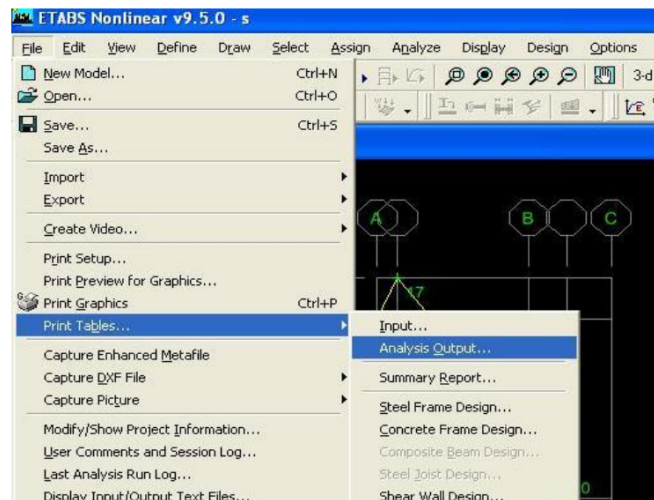 ETABS Nonlinear v9.5.0 - s
File Edit View Define Draw Select Assign Analyze Display Design Options
New Model... Ctrl+N
3-d
Open... Ctrl+O
Save... Ctrl+S
Save As...
Import
Export
A B C
Create Video...
Print Setup...
Print Preview for Graphics...
Print Graphics Ctrl+P
17
Print Tables...
Input...
Analysis Output...
Capture Enhanced Metafile
Capture DXF File
Summary Report...
Capture Picture
Steel Frame Design...
Modify/Show Project Information...
Concrete Frame Design...
User Comments and Session Log...
Composite Beam Design...
Last Analysis Run Log...
Steel Joist Design...
Display Input/Output Text Files...
Shear Wall Design...
0